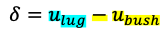 δ = u_lug − u_bush